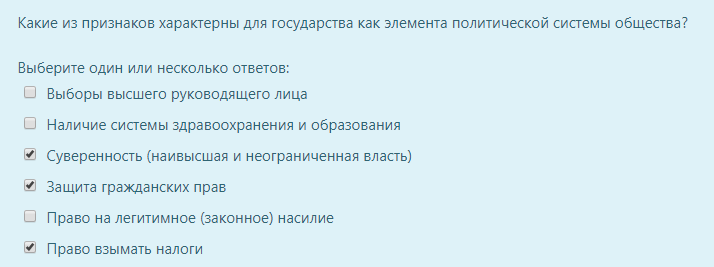 Какие из признаков характерны для государства как элемента политической системы общества?
Выберите один или несколько ответов:
Выборы высшего руководящего лица
Наличие системы здравоохранения и образования
Суверенность (наивысшая и неограниченная власть)
Защита гражданских прав
Право на легитимное (законное) насилие
Право взымать налоги